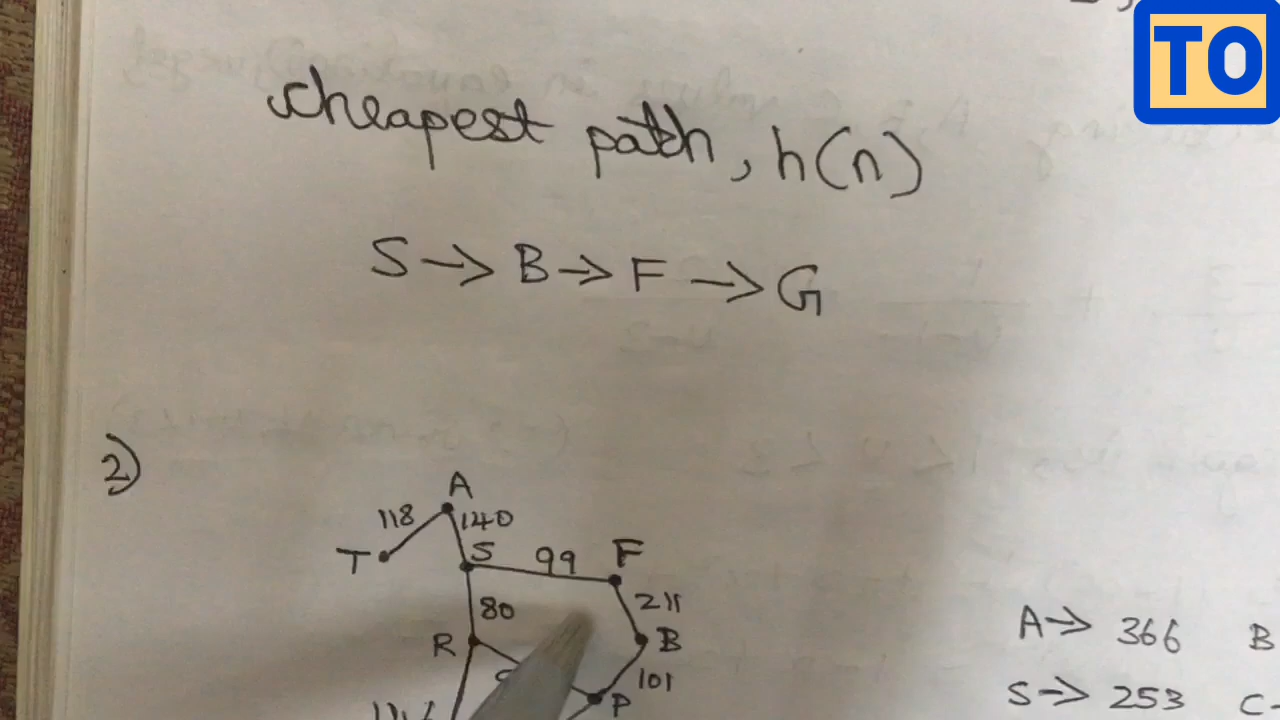 TO
cheapest path, h(n)
S → B → F → G
2)
A
118 140
T S 99 F
80 211
R B
101
P
A → 366 B
S → 253 C